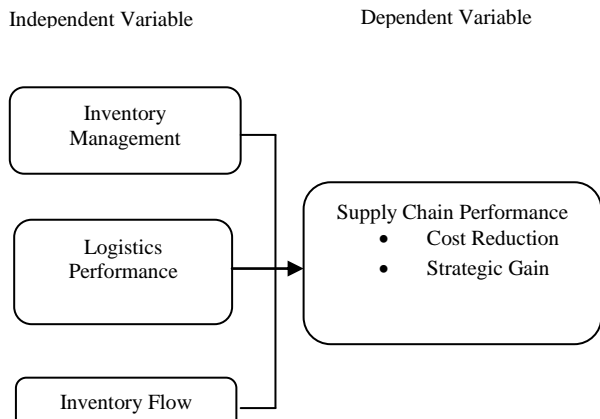 Independent Variable
Dependent Variable
Inventory
Management
Supply Chain Performance
• Cost Reduction
• Strategic Gain
Logistics
Performance
Inventory Flow